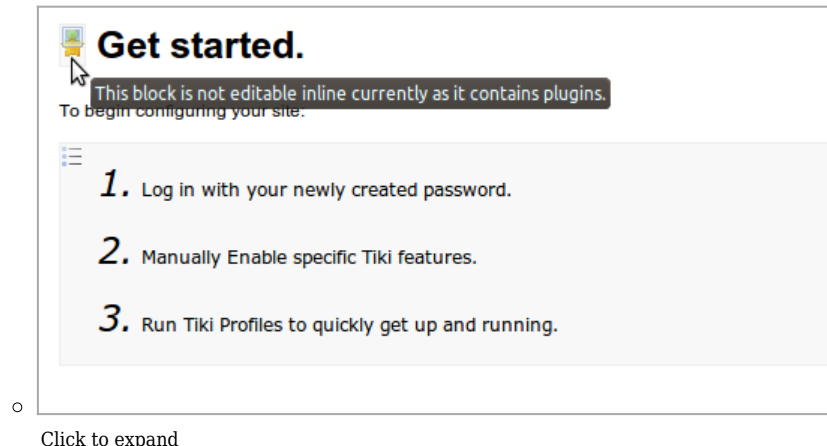 Get started.
This block is not editable inline currently as it contains plugins.
To begin configuring your site:
1. Log in with your newly created password.
2. Manually Enable specific Tiki features.
3. Run Tiki Profiles to quickly get up and running.
Click to expand